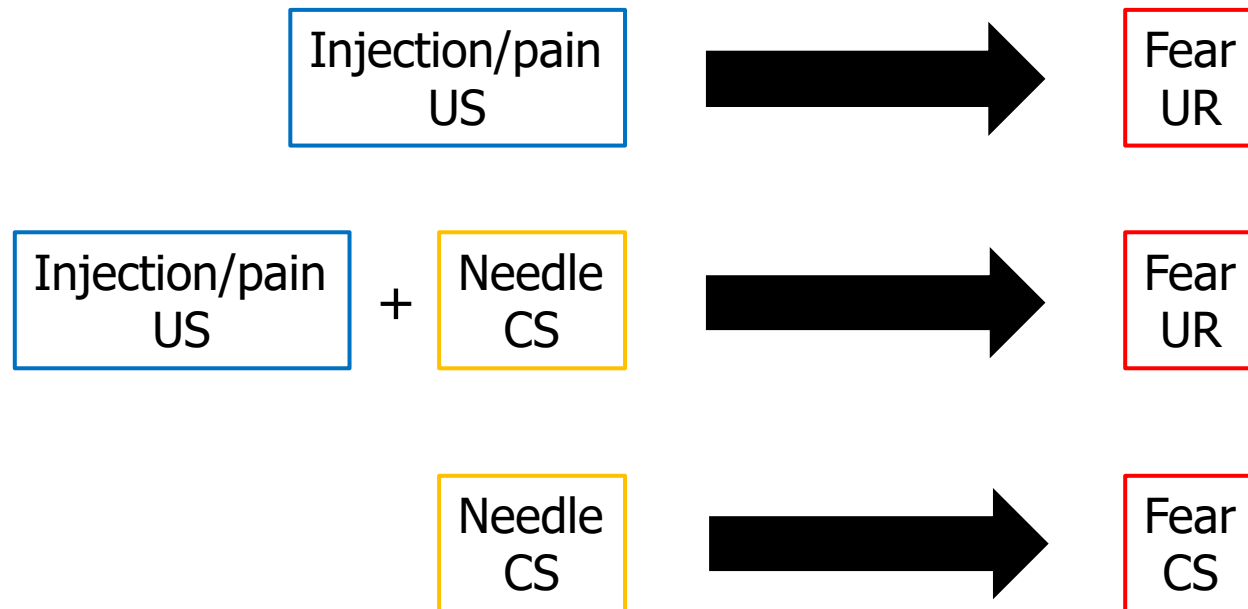 Injection/pain
US
Fear
UR
Injection/pain
US
+
Needle
CS
Fear
UR
Needle
CS
Fear
CS